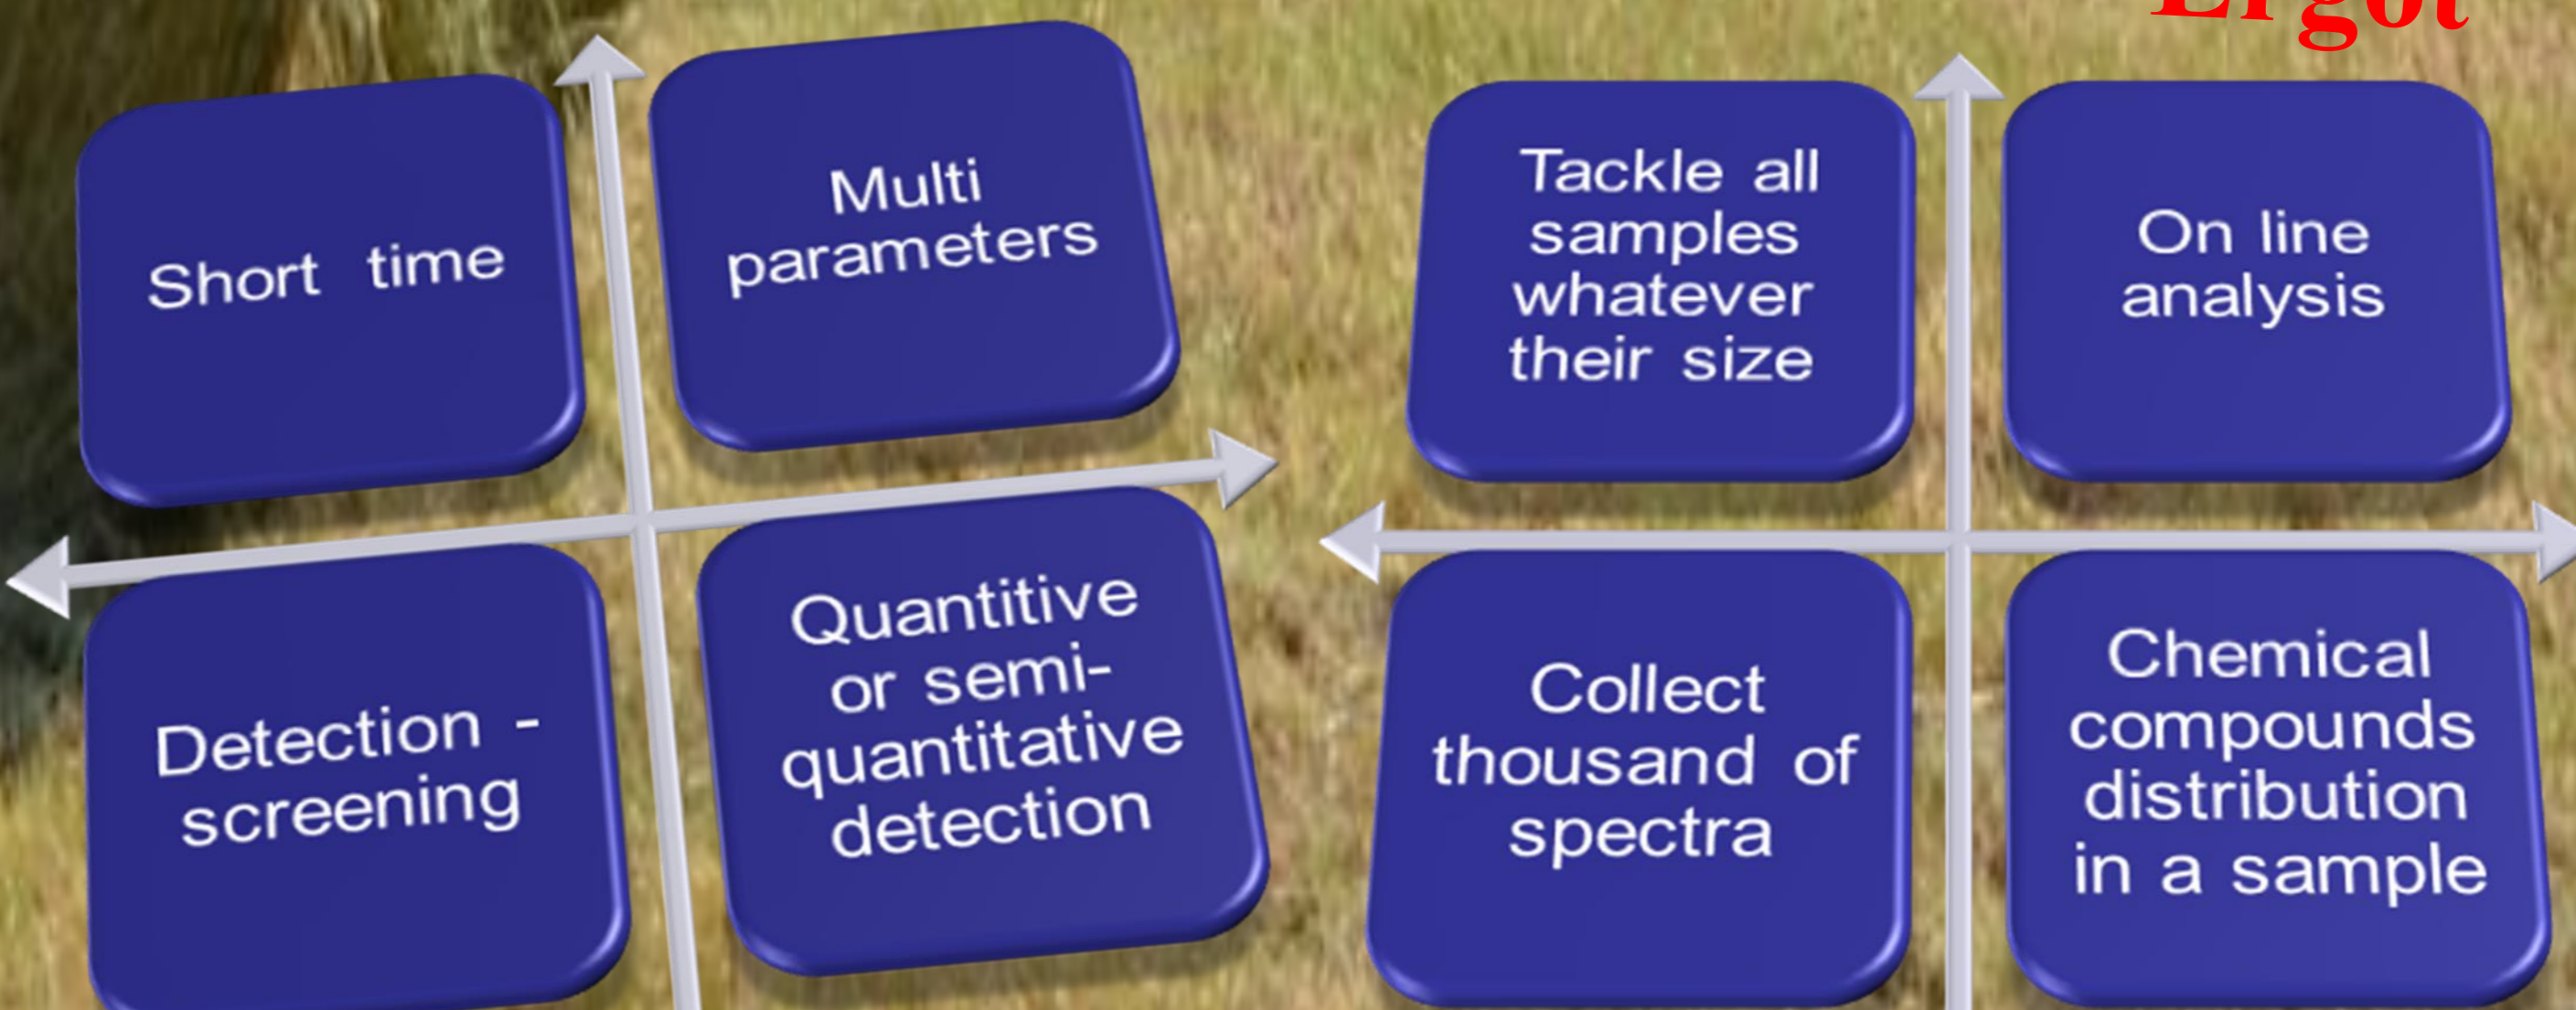 Ergot
Short time
Multi
parameters
Detection -
screening
Quantitive
or semi-
quantitative
detection
Tackle all
samples
whatever
their size
On line
analysis
Collect
thousand of
spectra
Chemical
compounds
distribution
in a sample